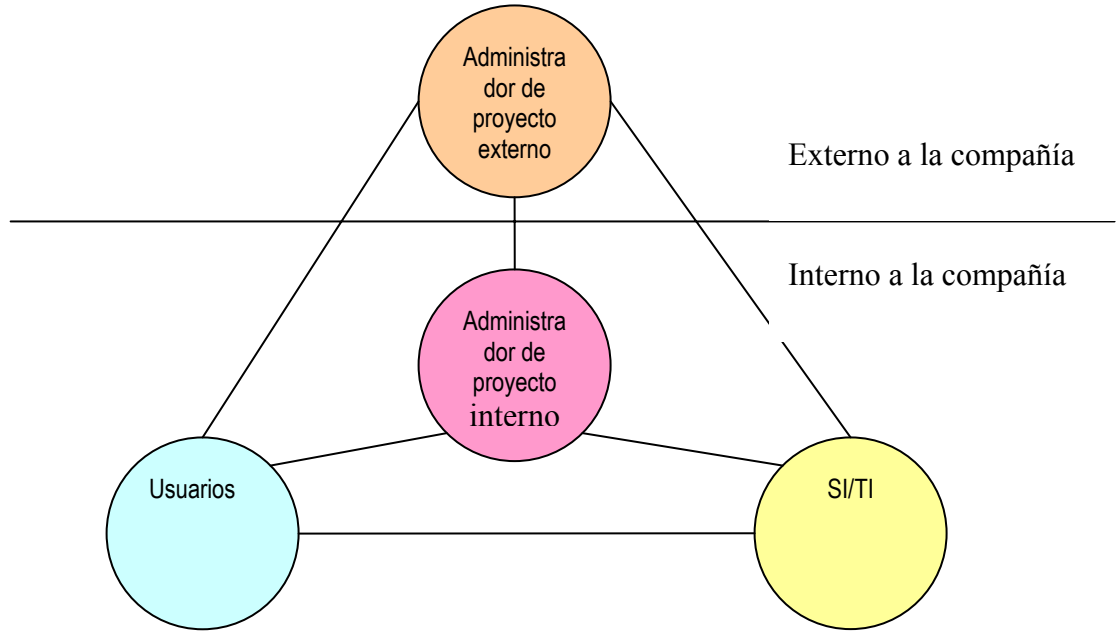 Administra
dor de
proyecto
externo
Externo a la compañía
Interno a la compañía
Administra
dor de
proyecto
interno
Usuarios
SI/TI